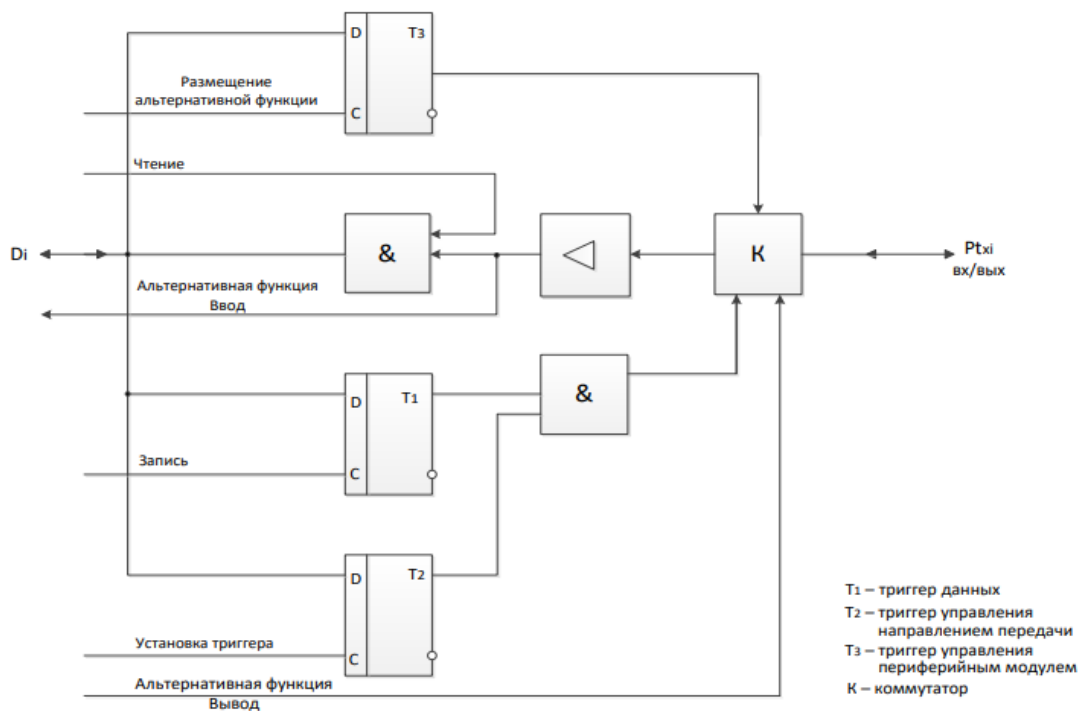 D
T3
Размещение
альтернативной функции
C
Чтение
Di
&
К
Ptxi
вх/вых
Альтернативная функция
Ввод
D
T1
&
Запись
C
D
T2
Установка триггера
C
Альтернативная функция
Вывод
T1 – триггер данных
T2 – триггер управления
направлением передачи
T3 – триггер управления
периферийным модулем
К – коммутатор